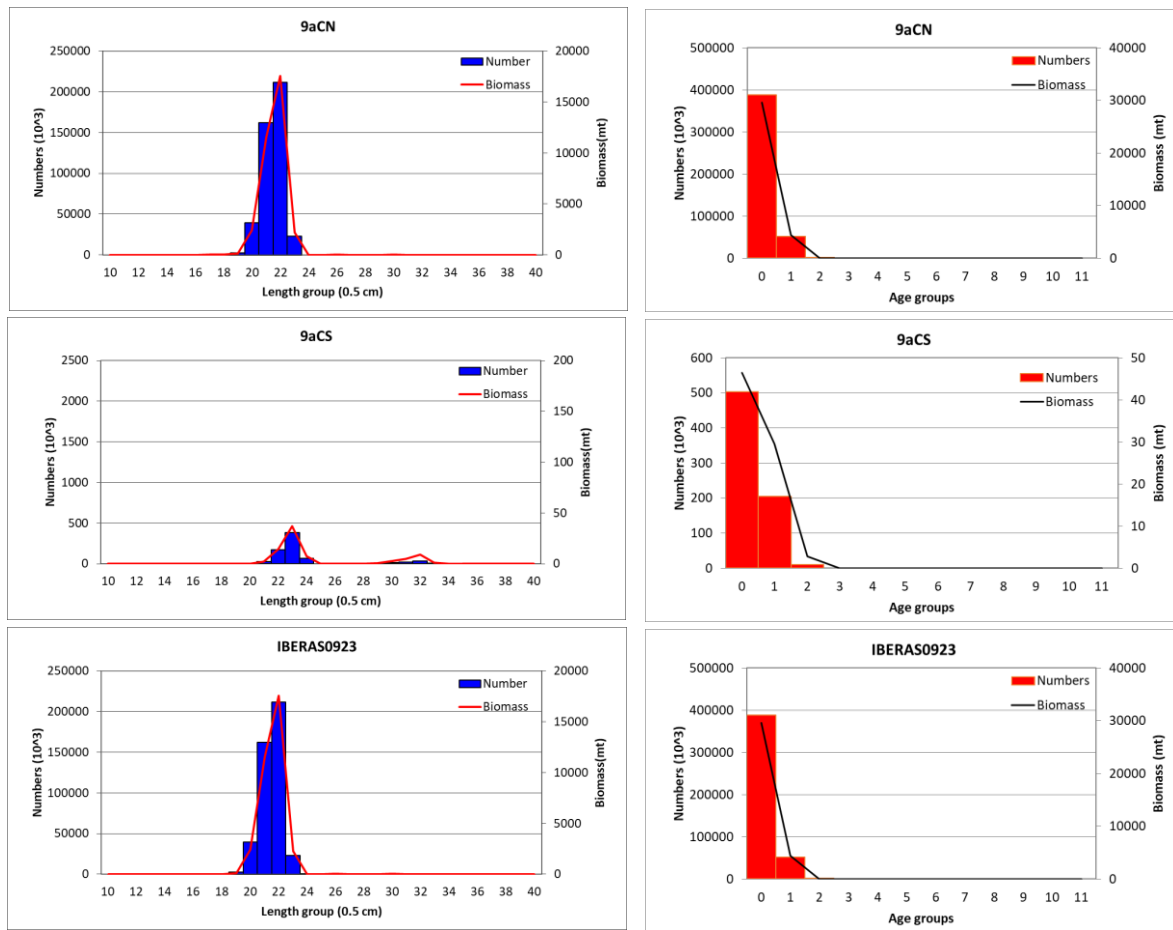 9aCN
250000
200000
150000
100000
50000
0
20000
15000
10000
5000
0
Numbers (10^3)
Biomass(mt)
Number
Biomass
10 12 14 16 18 20 22 24 26 28 30 32 34 36 38 40
Length group (0.5 cm)
9aCN
500000
400000
300000
200000
100000
0
40000
30000
20000
10000
0
Numbers (10^3)
Biomass (mt)
Numbers
Biomass
0 1 2 3 4 5 6 7 8 9 10 11
Age groups
9aCS
2500
2000
1500
1000
500
0
200
150
100
50
0
Numbers (10^3)
Biomass(mt)
Number
Biomass
10 12 14 16 18 20 22 24 26 28 30 32 34 36 38 40
Length group (0.5 cm)
9aCS
600
500
400
300
200
100
0
50
40
30
20
10
0
Numbers (10^3)
Biomass (mt)
Numbers
Biomass
0 1 2 3 4 5 6 7 8 9 10 11
Age groups
IBERAS0923
250000
200000
150000
100000
50000
0
20000
15000
10000
5000
0
Numbers (10^3)
Biomass(mt)
Number
Biomass
10 12 14 16 18 20 22 24 26 28 30 32 34 36 38 40
Length group (0.5 cm)
IBERAS0923
500000
400000
300000
200000
100000
0
40000
30000
20000
10000
0
Numbers (10^3)
Biomass (mt)
Numbers
Biomass
0 1 2 3 4 5 6 7 8 9 10 11
Age groups